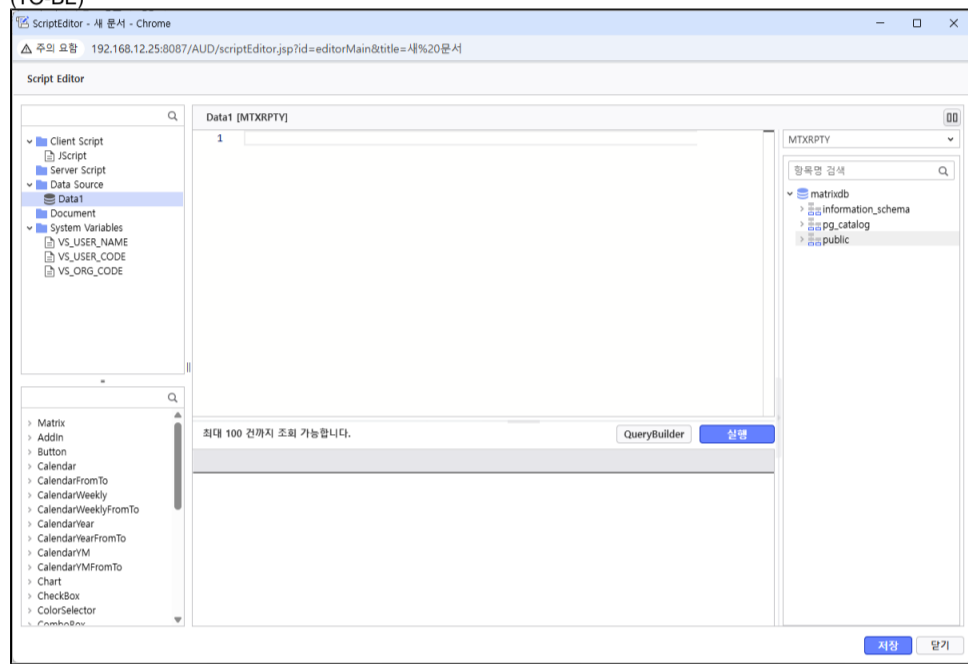 (TO-BE)
ScriptEditor - 새 문서 - Chrome
주의 요함 192.168.12.25:8087/AUD/scriptEditor.jsp?id=editorMain&title=새%20문서
Script Editor
Client Script
JScript
Server Script
Data Source
Data1
Document
System Variables
VS_USER_NAME
VS_USER_CODE
VS_ORG_CODE
Matrix
AddIn
Button
Calendar
CalendarFromTo
CalendarWeekly
CalendarWeeklyFromTo
CalendarYear
CalendarYearFromTo
CalendarYM
CalendarYMFromTo
Chart
CheckBox
ColorSelector
ComboBox
Data1 [MTXRPTY]
1
최대 100 건까지 조회 가능합니다.
QueryBuilder
실행
MTXRPTY
항목명 검색
matrixdb
information_schema
pg_catalog
public
저장
닫기